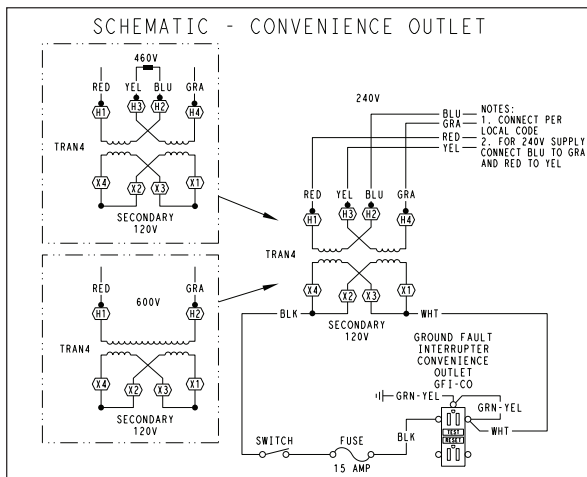 SCHEMATIC - CONVENIENCE OUTLET
460V
RED YEL BLU GRA
H1 H3 H2 H4
TRAN4
X4 X2 X3 X1
SECONDARY
120V
600V
RED GRA
H1 H2
TRAN4
X4 X2 X3 X1
SECONDARY
120V
240V
BLU
GRA
RED
YEL
NOTES:
1. CONNECT PER
LOCAL CODE
2. FOR 240V SUPPLY
CONNECT BLU TO GRA
AND RED TO YEL
RED YEL BLU GRA
H1 H3 H2 H4
TRAN4
X4 X2 X3 X1
BLK
WHT
SECONDARY
120V
GROUND FAULT
INTERRUPTER
CONVENIENCE
OUTLET
GFI-CO
GRN-YEL
GRN-YEL
WHT
TEST
RESET
BLK
SWITCH
FUSE
15 AMP